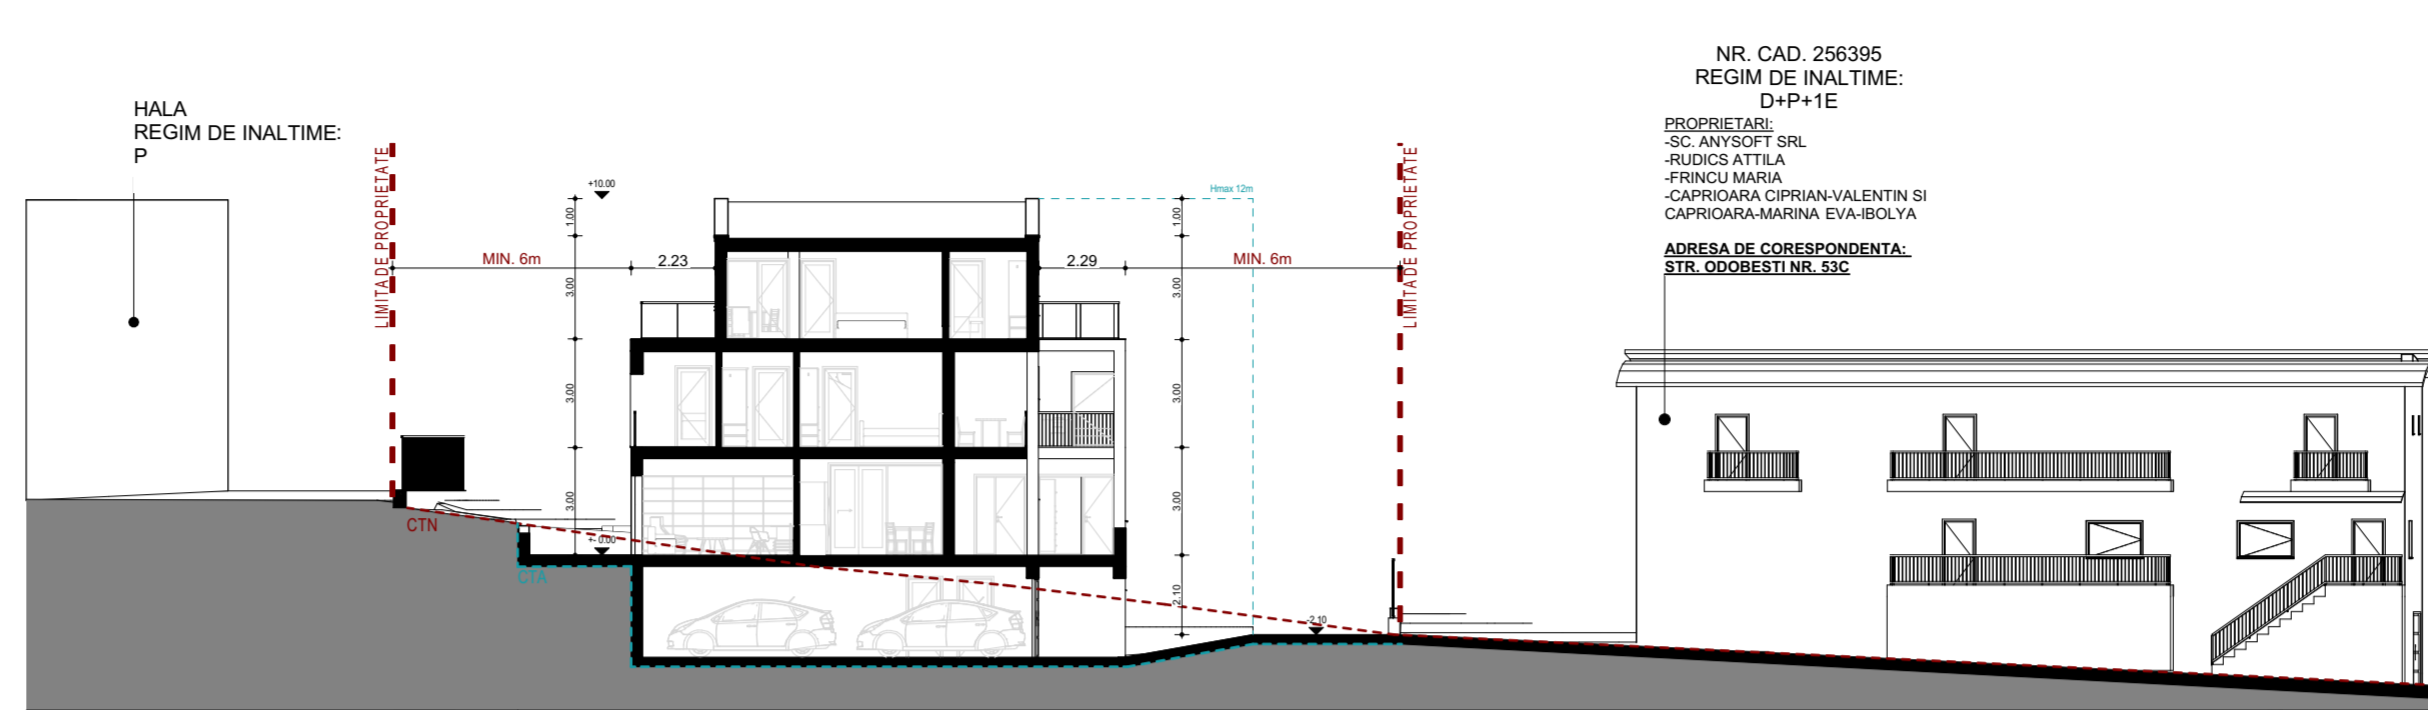 NR. CAD. 256395
REGIM DE INALTIME:
D+P+1E
PROPRIETARI:
-SC. ANYSOFT SRL
-RUDICS ATTILA
-FRINCU MARIA
-CAPRIOARA CIPRIAN-VALENTIN SI
CAPRIOARA-MARINA EVA-IBOLYA
ADRESA DE CORESPONDENTA:
STR. ODOBESTI NR. 53C
HALA
REGIM DE INALTIME:
P
LIMITA DE PROPRIETATE
LIMITA DE PROPRIETATE
+10.00
Hmax 12m
1.00
1.00
MIN. 6m
2.23
2.29
MIN. 6m
3.00
3.00
3.00
3.00
3.00
3.00
CTN
+- 0.00
CTA
2.10
-2.10